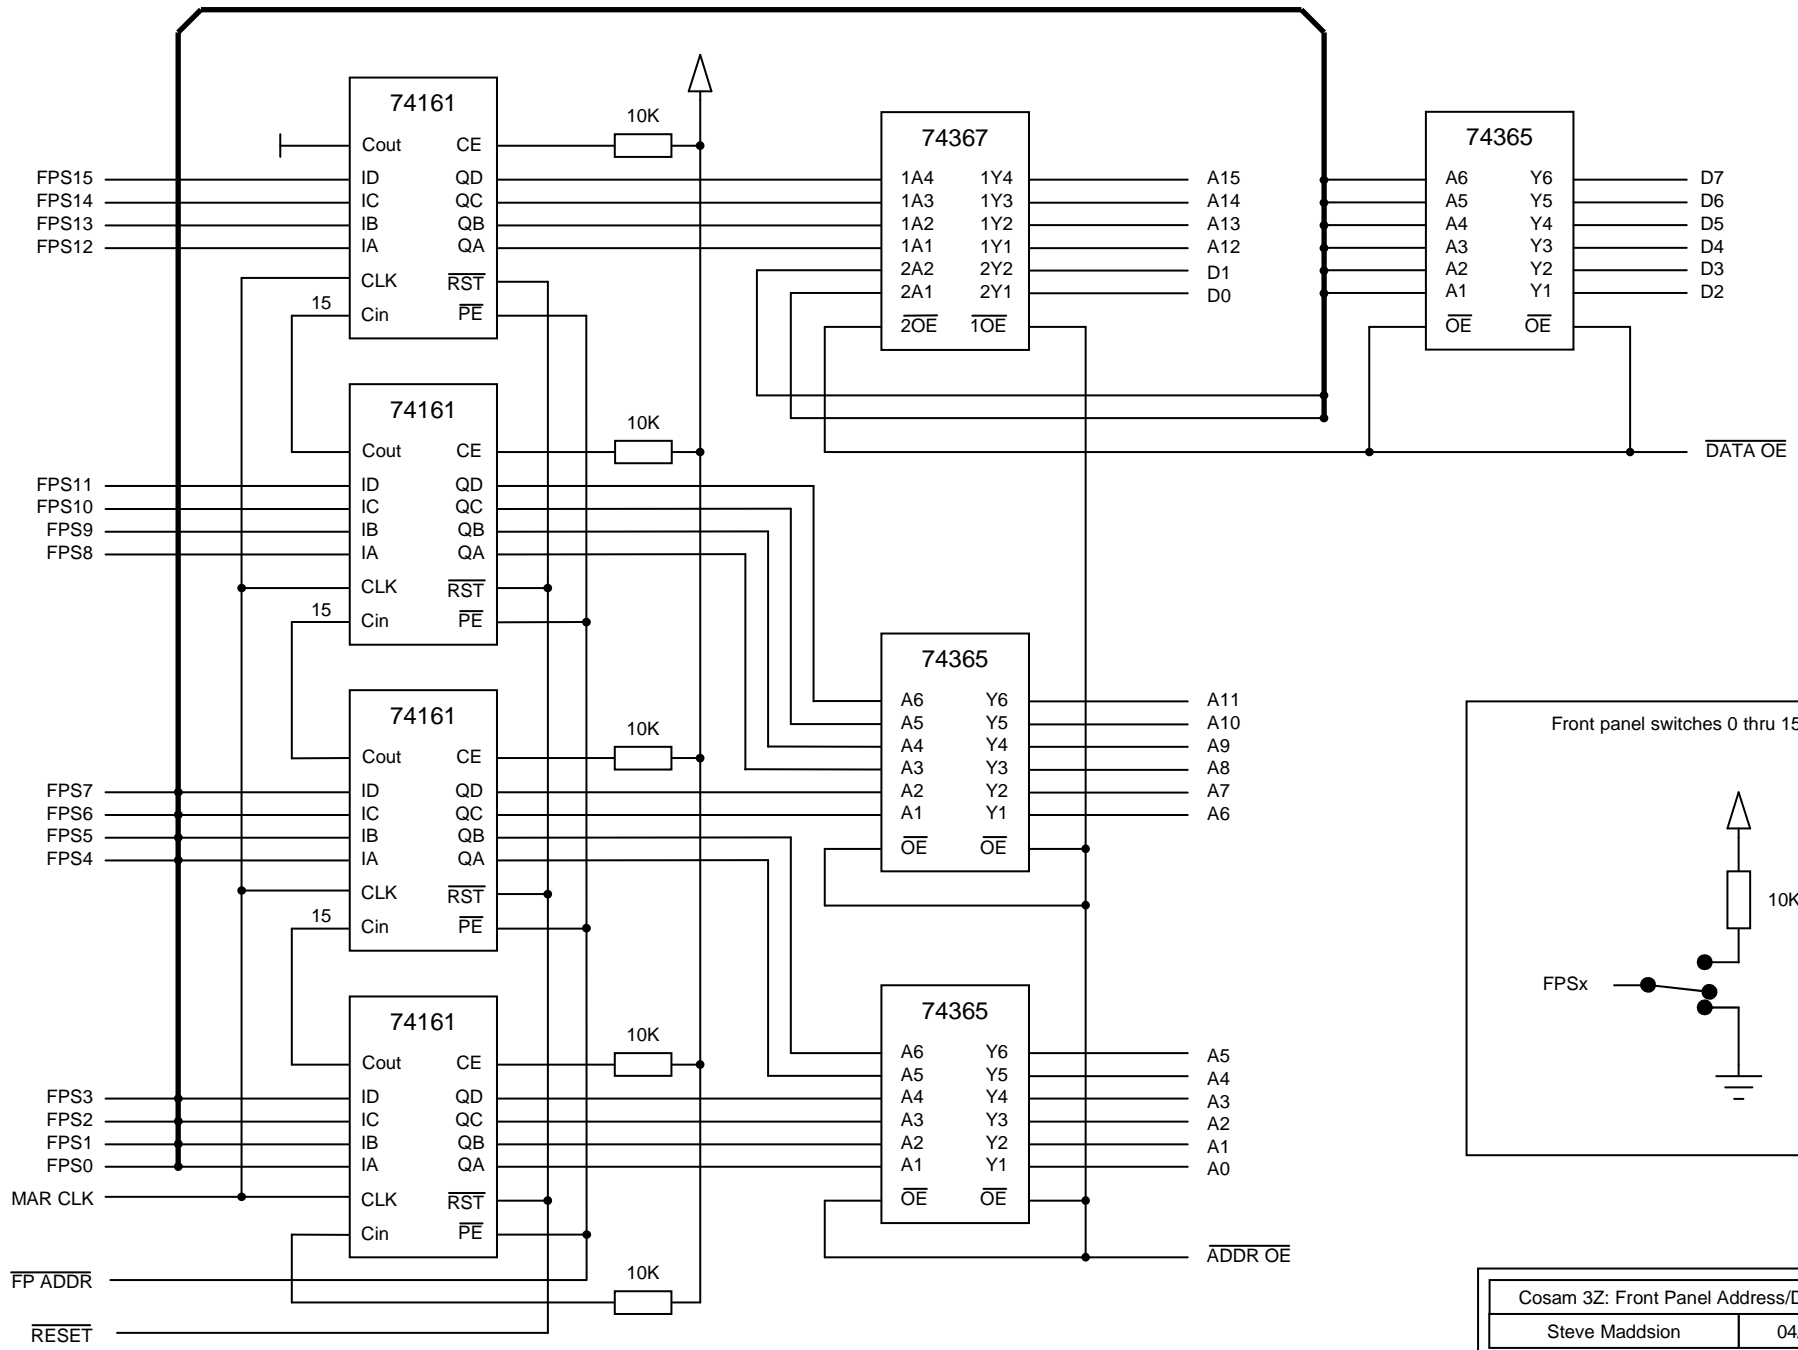 74161
Cout CE
ID QD
IC QC
IB QB
IA QA
CLK RST
Cin PE
15
10K
FPS15
FPS14
FPS13
FPS12
74367
1A4 1Y4
1A3 1Y3
1A2 1Y2
1A1 1Y1
2A2 2Y2
2A1 2Y1
2OE 1OE
A15
A14
A13
A12
D1
D0
74365
A6 Y6
A5 Y5
A4 Y4
A3 Y3
A2 Y2
A1 Y1
OE OE
D7
D6
D5
D4
D3
D2
DATA OE
74161
Cout CE
ID QD
IC QC
IB QB
IA QA
CLK RST
Cin PE
15
10K
FPS11
FPS10
FPS9
FPS8
74365
A6 Y6
A5 Y5
A4 Y4
A3 Y3
A2 Y2
A1 Y1
OE OE
A11
A10
A9
A8
A7
A6
74161
Cout CE
ID QD
IC QC
IB QB
IA QA
CLK RST
Cin PE
15
10K
FPS7
FPS6
FPS5
FPS4
Front panel switches 0 thru 15
10K
FPSx
74161
Cout CE
ID QD
IC QC
IB QB
IA QA
CLK RST
Cin PE
10K
FPS3
FPS2
FPS1
FPS0
MAR CLK
FP ADDR
RESET
10K
74365
A6 Y6
A5 Y5
A4 Y4
A3 Y3
A2 Y2
A1 Y1
OE OE
A5
A4
A3
A2
A1
A0
ADDR OE
Cosam 3Z: Front Panel Address/D
Steve Maddsion 04